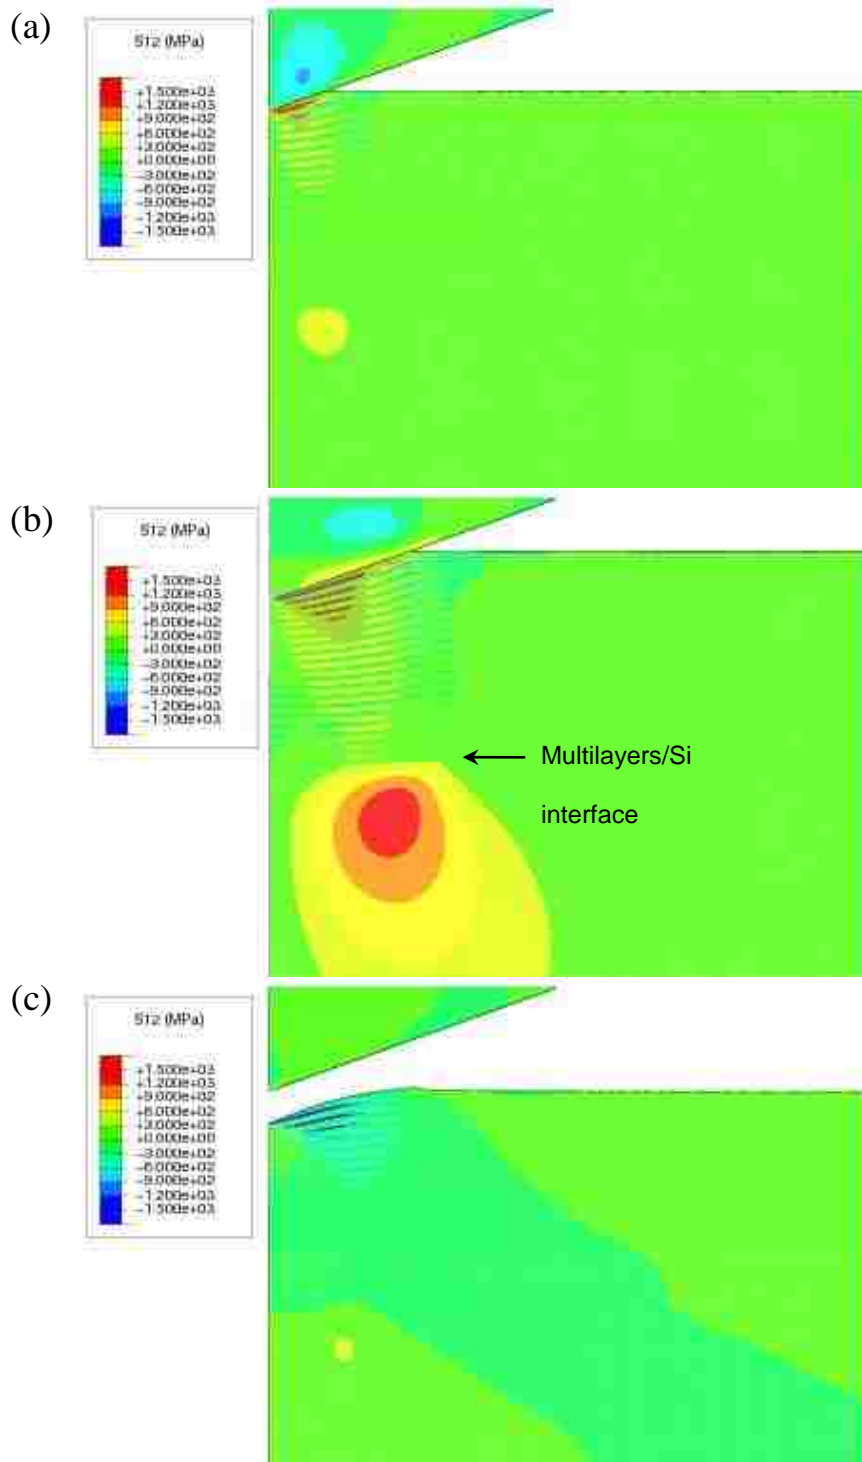 (a)
S12 (MPa)
+1.500e+03
+1.200e+03
+9.000e+02
+6.000e+02
+3.000e+02
+0.000e+00
-3.000e+02
-6.000e+02
-9.000e+02
-1.200e+03
-1.500e+03
(b)
S12 (MPa)
+1.500e+03
+1.200e+03
+9.000e+02
+6.000e+02
+3.000e+02
+0.000e+00
-3.000e+02
-6.000e+02
-9.000e+02
-1.200e+03
-1.500e+03
Multilayers/Si
interface
(c)
S12 (MPa)
+1.500e+03
+1.200e+03
+9.000e+02
+6.000e+02
+3.000e+02
+0.000e+00
-3.000e+02
-6.000e+02
-9.000e+02
-1.200e+03
-1.500e+03